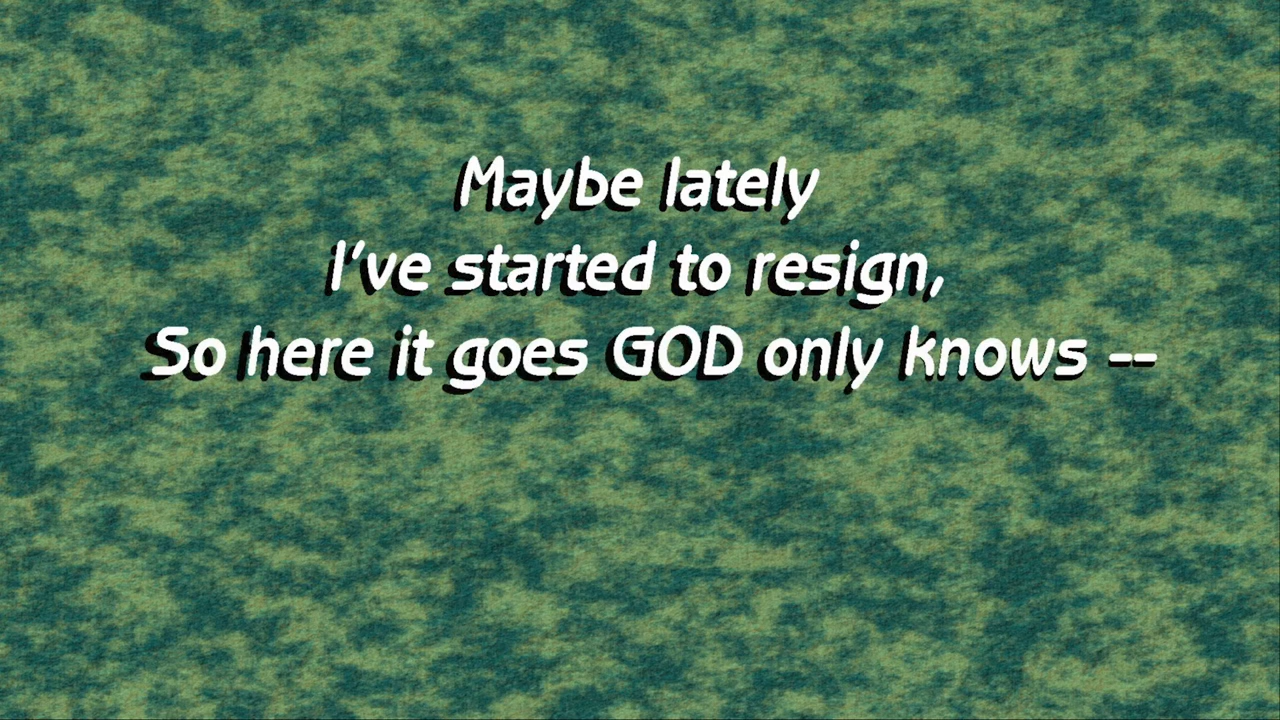 Maybe lately
I've started to resign,
So here it goes GOD only knows --